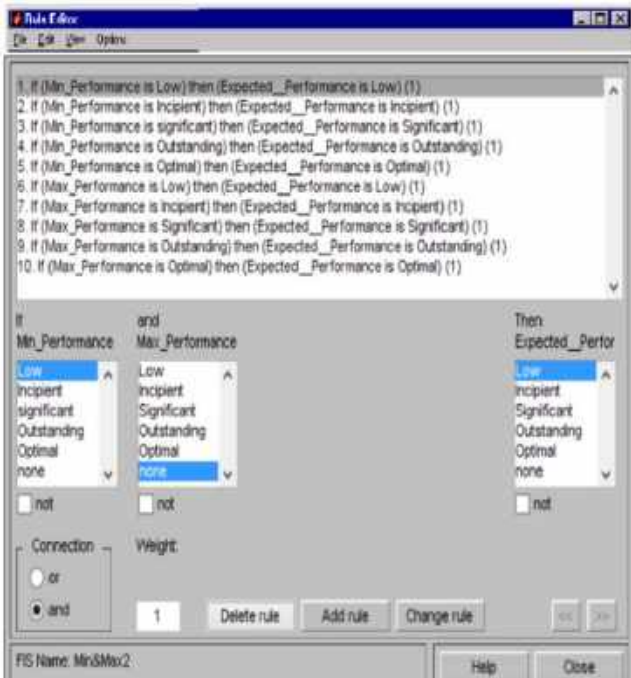 Rule Editor
File Edit View Options
1. If (Min_Performance is Low) then (Expected__Performance is Low) (1)
2. If (Min_Performance is Incipient) then (Expected__Performance is Incipient) (1)
3. If (Min_Performance is significant) then (Expected__Performance is Significant) (1)
4. If (Min_Performance is Outstanding) then (Expected__Performance is Outstanding) (1)
5. If (Min_Performance is Optimal) then (Expected__Performance is Optimal) (1)
6. If (Max_Performance is Low) then (Expected__Performance is Low) (1)
7. If (Max_Performance is Incipient) then (Expected__Performance is Incipient) (1)
8. If (Max_Performance is Significant) then (Expected__Performance is Significant) (1)
9. If (Max_Performance is Outstanding) then (Expected__Performance is Outstanding) (1)
10. If (Max_Performance is Optimal) then (Expected__Performance is Optimal) (1)
If
Min_Performance
Low
Incipient
significant
Outstanding
Optimal
none
not
and
Max_Performance
Low
Incipient
Significant
Outstanding
Optimal
none
not
Then
Expected__Perfor
Low
Incipient
Significant
Outstanding
Optimal
none
not
Connection
or
and
Weight:
1
Delete rule
Add rule
Change rule
<<
>>
FIS Name: Min&Max2
Help
Close